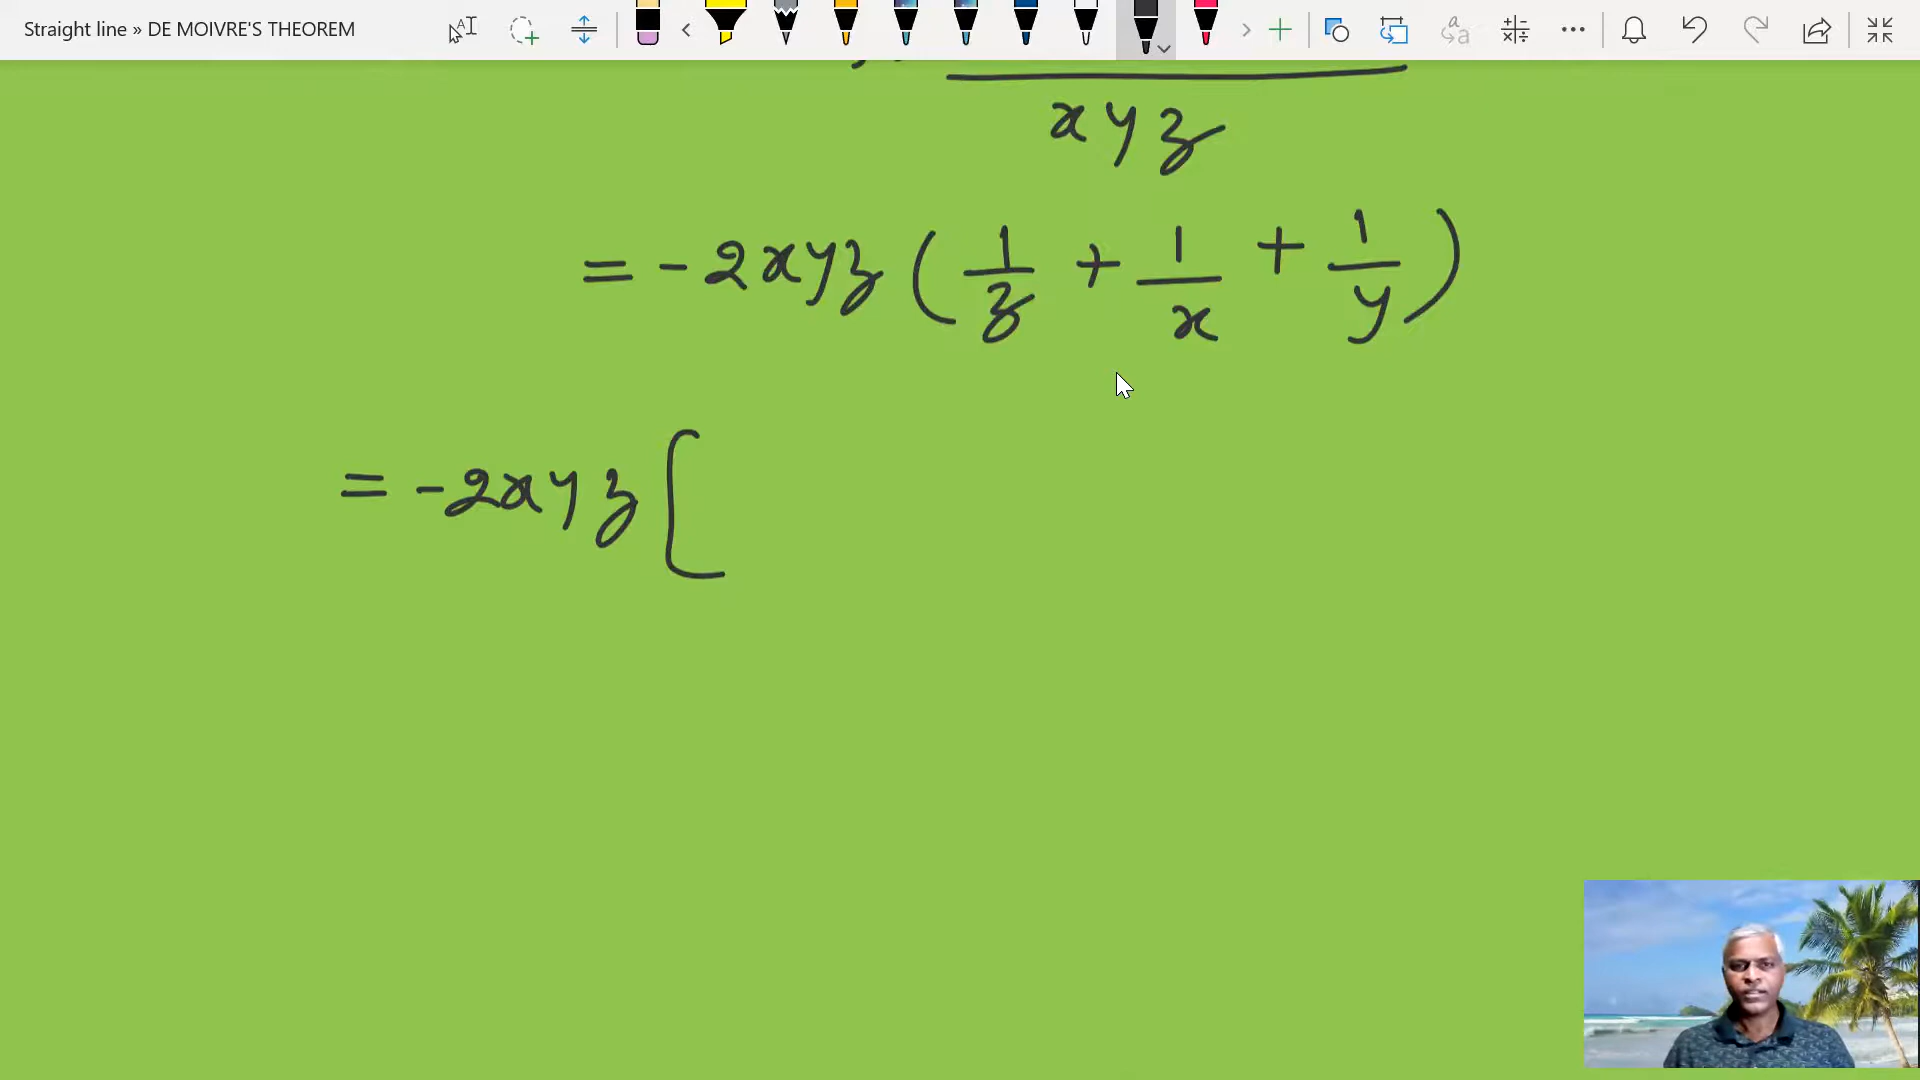 Straight line » DE MOIVRE'S THEOREM
xyz
= -2xyz ( 1/z + 1/x + 1/y )
= -2xyz [